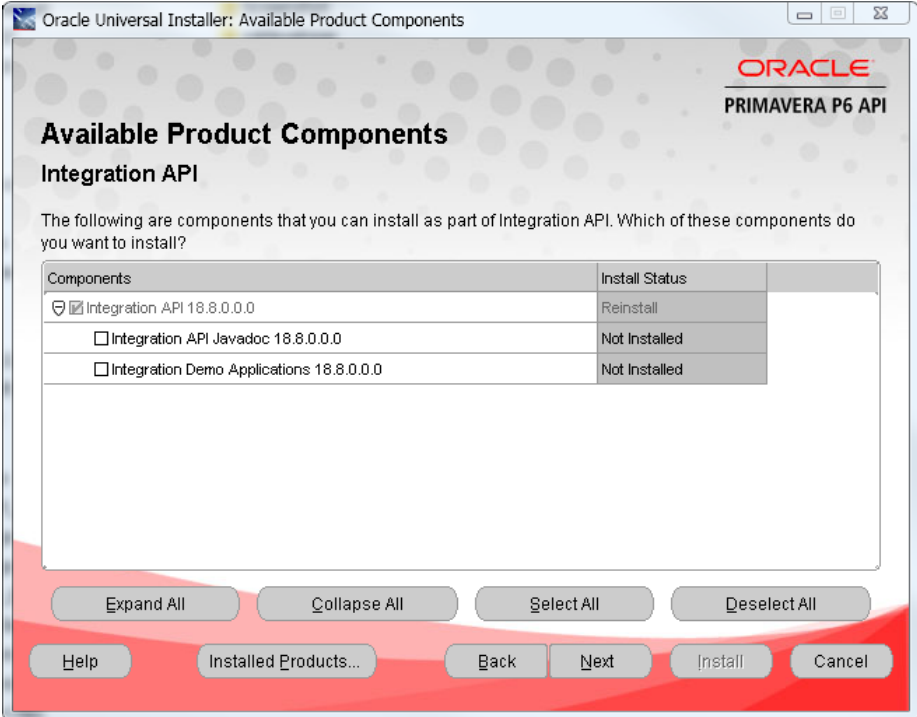 Oracle Universal Installer: Available Product Components
ORACLE
PRIMAVERA P6 API
Available Product Components
Integration API
The following are components that you can install as part of Integration API. Which of these components do
you want to install?
Components Install Status
Integration API 18.8.0.0.0 Reinstall
Integration API Javadoc 18.8.0.0.0 Not Installed
Integration Demo Applications 18.8.0.0.0 Not Installed
Expand All Collapse All Select All Deselect All
Help Installed Products... Back Next Install Cancel